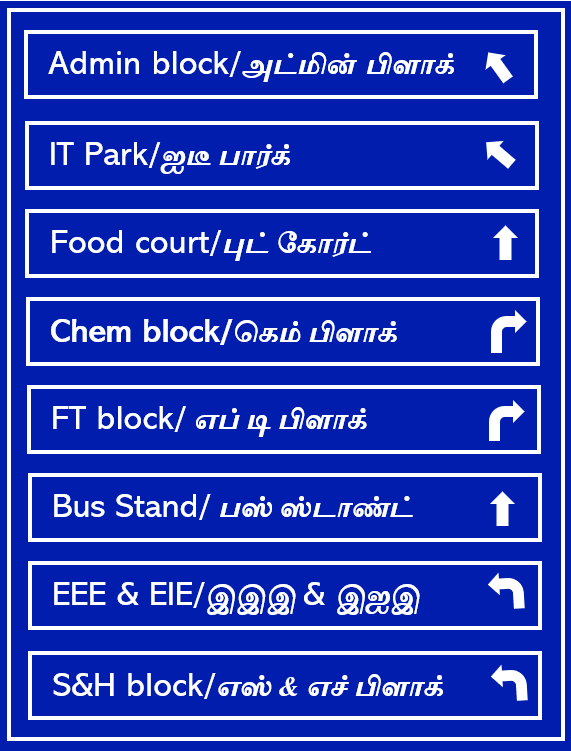 Admin block/அட்மின் பிளாக்
IT Park/ஐடீ பார்க்
Food court/புட் கோர்ட்
Chem block/கெம் பிளாக்
FT block/ எப் டி பிளாக்
Bus Stand/ பஸ் ஸ்டாண்ட்
EEE & EIE/இஇஇ & இஐஇ
S&H block/எஸ் & எச் பிளாக்